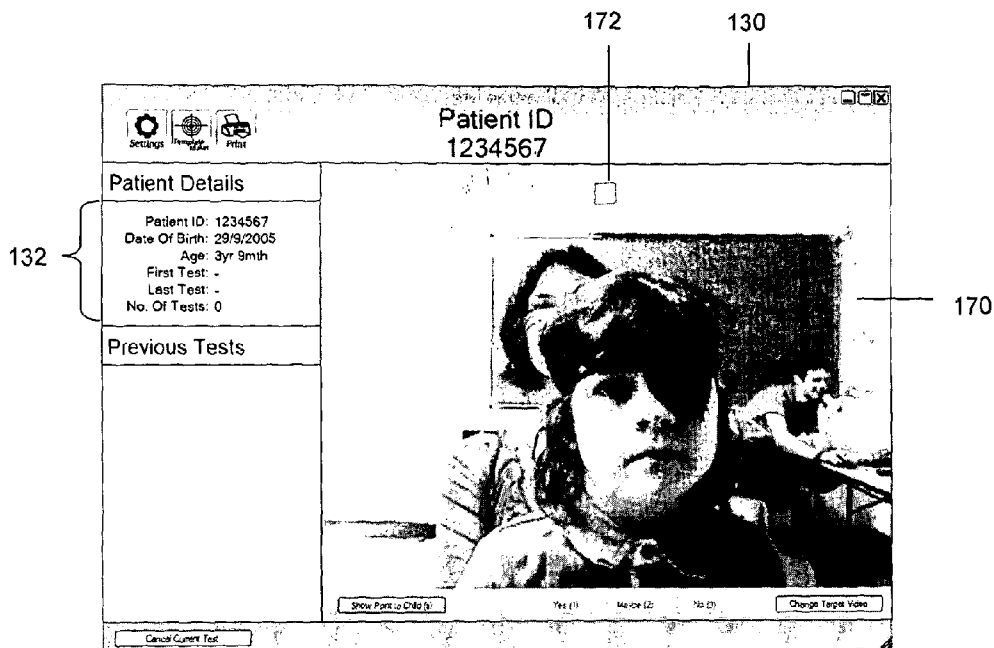 172
130
Patient ID
1234567
Settings
Print
Patient Details
Patient ID: 1234567
Date Of Birth: 29/9/2005
Age: 3yr 9mth
First Test: -
Last Test: -
No. Of Tests: 0
132
170
Previous Tests
Show Point to Child (s)
Yes (1)
Maybe (2)
No (3)
Change Target Video
Cancel Current Test